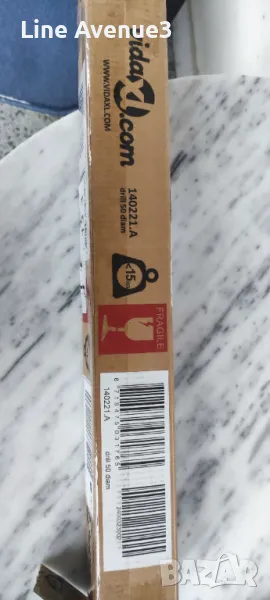 Line Avenue3
vidaXL.com
WWW.VIDAXL.COM
140221.A
drill 50 diam
<15
FRAGILE
140221.A
drill 50 diam
BAZAR